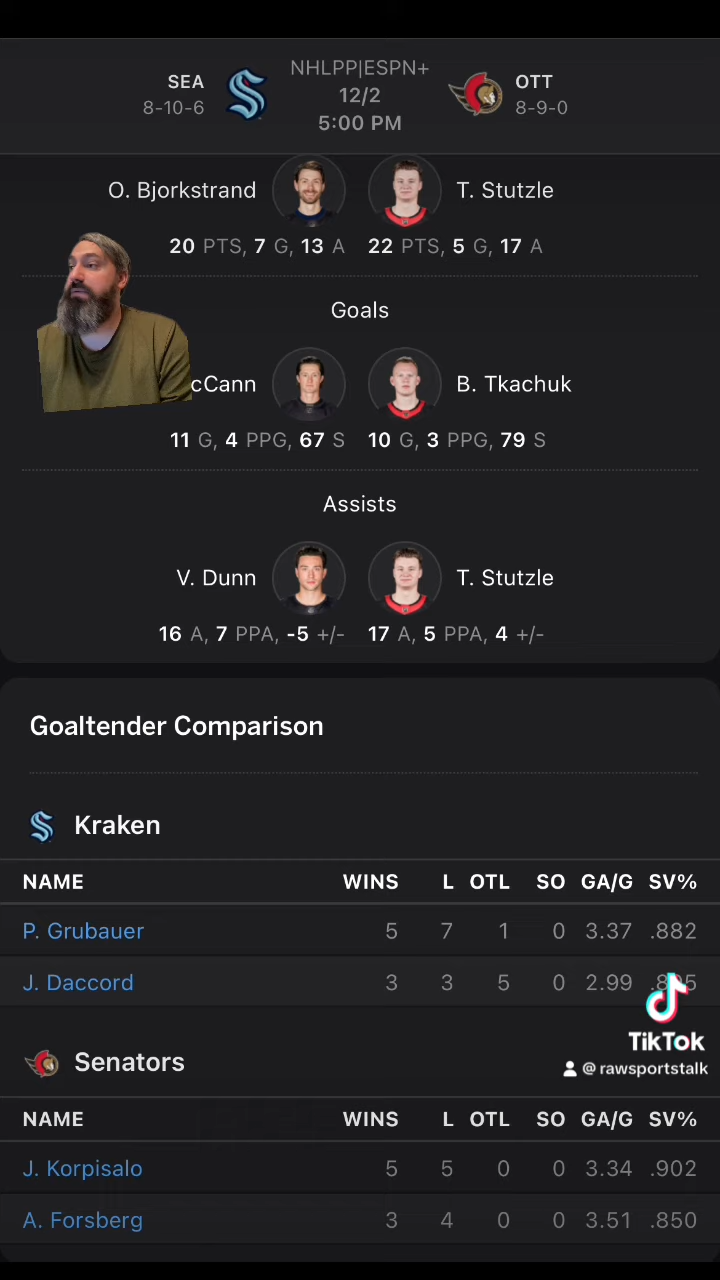 NHLPP|ESPN+
SEA 12/2 OTT
8-10-6 5:00 PM 8-9-0
O. Bjorkstrand T. Stutzle
20 PTS, 7 G, 13 A 22 PTS, 5 G, 17 A
Goals
cCann B. Tkachuk
11 G, 4 PPG, 67 S 10 G, 3 PPG, 79 S
Assists
V. Dunn T. Stutzle
16 A, 7 PPA, -5 +/- 17 A, 5 PPA, 4 +/-
Goaltender Comparison
Kraken
NAME WINS L OTL SO GA/G SV%
P. Grubauer 5 7 1 0 3.37 .882
J. Daccord 3 3 5 0 2.99
TikTok
Senators
@rawsportstalk
NAME WINS L OTL SO GA/G SV%
J. Korpisalo 5 5 0 0 3.34 .902
A. Forsberg 3 4 0 0 3.51 .850